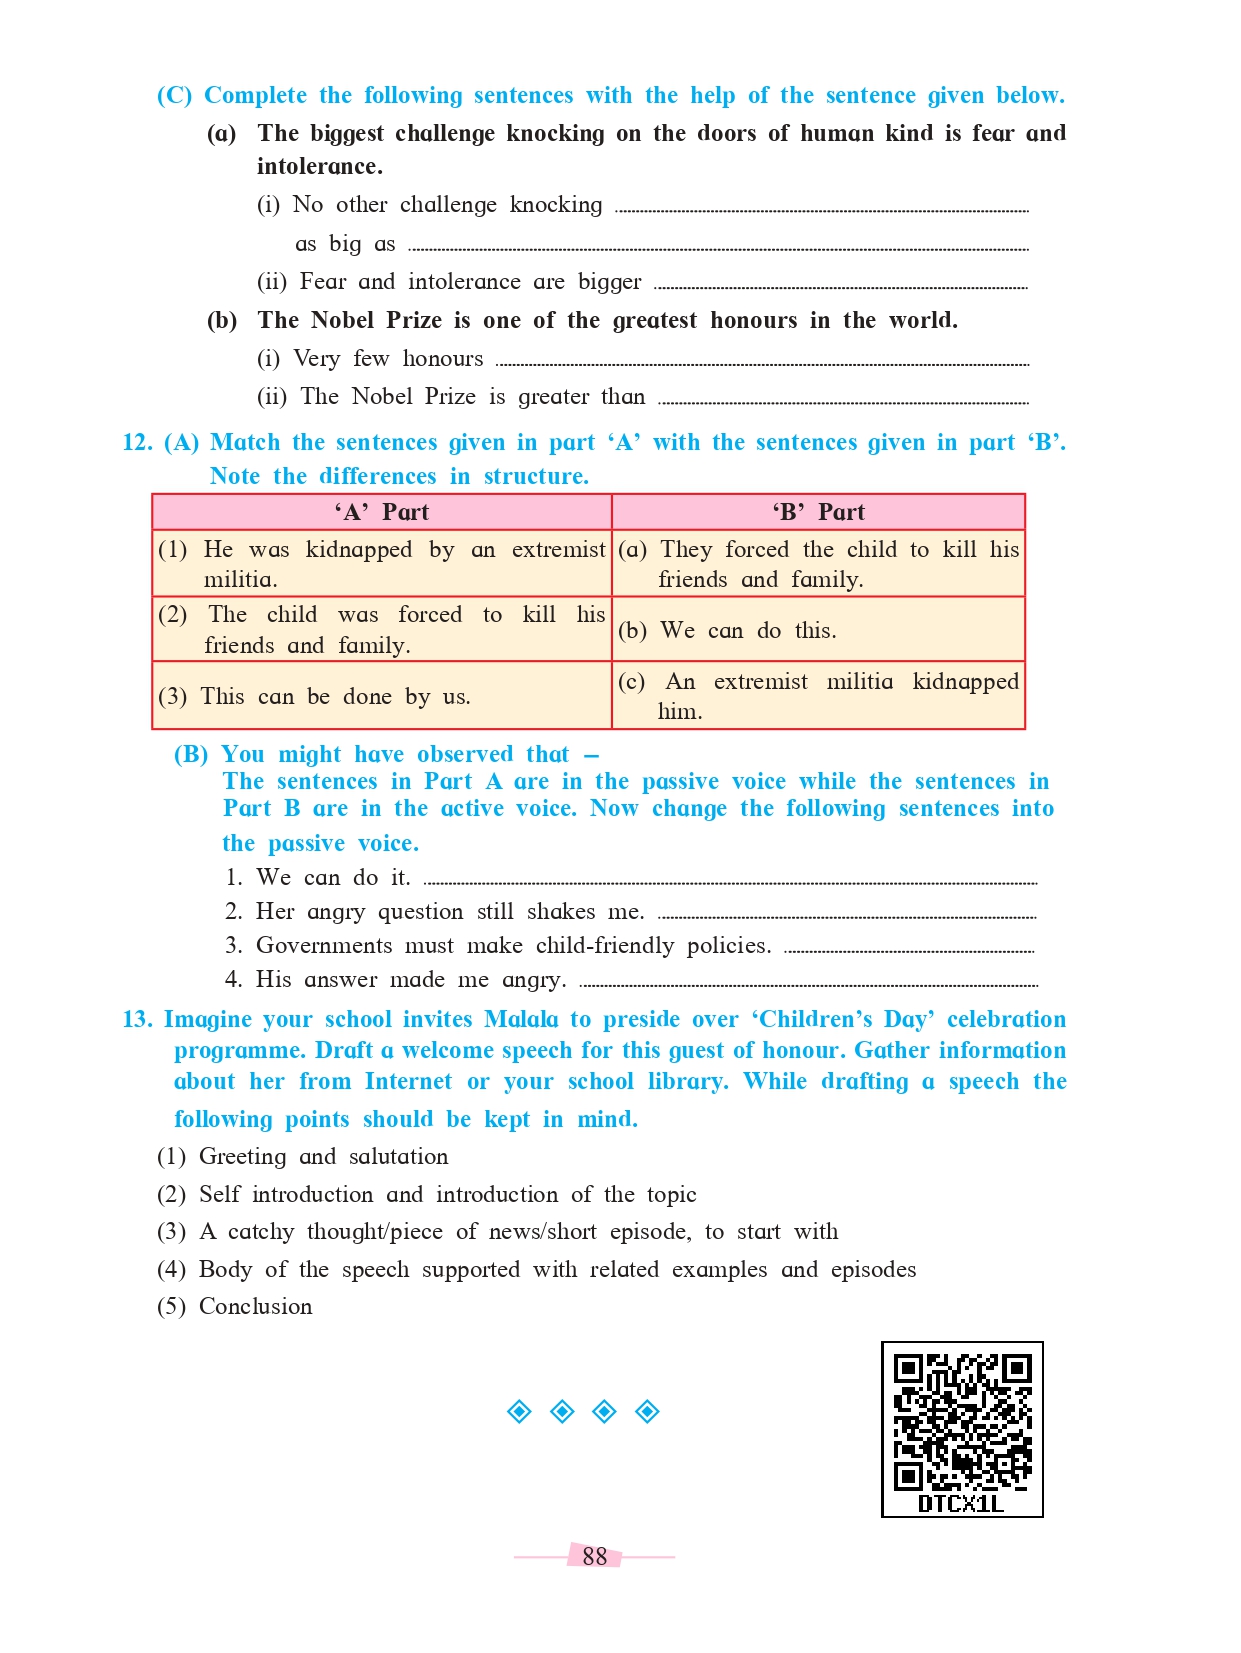 (C) Complete the following sentences with the help of the sentence given below.
(a) The biggest challenge knocking on the doors of human kind is fear and
intolerance.
(i) No other challenge knocking
as big as
(ii) Fear and intolerance are bigger
(b) The Nobel Prize is one of the greatest honours in the world.
(i) Very few honours
(ii) The Nobel Prize is greater than
12. (A) Match the sentences given in part ‘A’ with the sentences given in part ‘B’.
Note the differences in structure.
‘A’ Part
‘B’ Part
(1) He was kidnapped by an extremist
militia.
(a) They forced the child to kill his
friends and family.
(2) The child was forced to kill his
friends and family.
(b) We can do this.
(3) This can be done by us.
(c) An extremist militia kidnapped
him.
(B) You might have observed that –
The sentences in Part A are in the passive voice while the sentences in
Part B are in the active voice. Now change the following sentences into
the passive voice.
1. We can do it.
2. Her angry question still shakes me.
3. Governments must make child-friendly policies.
4. His answer made me angry.
13. Imagine your school invites Malala to preside over ‘Children’s Day’ celebration
programme. Draft a welcome speech for this guest of honour. Gather information
about her from Internet or your school library. While drafting a speech the
following points should be kept in mind.
(1) Greeting and salutation
(2) Self introduction and introduction of the topic
(3) A catchy thought/piece of news/short episode, to start with
(4) Body of the speech supported with related examples and episodes
(5) Conclusion
DTCX1L
88